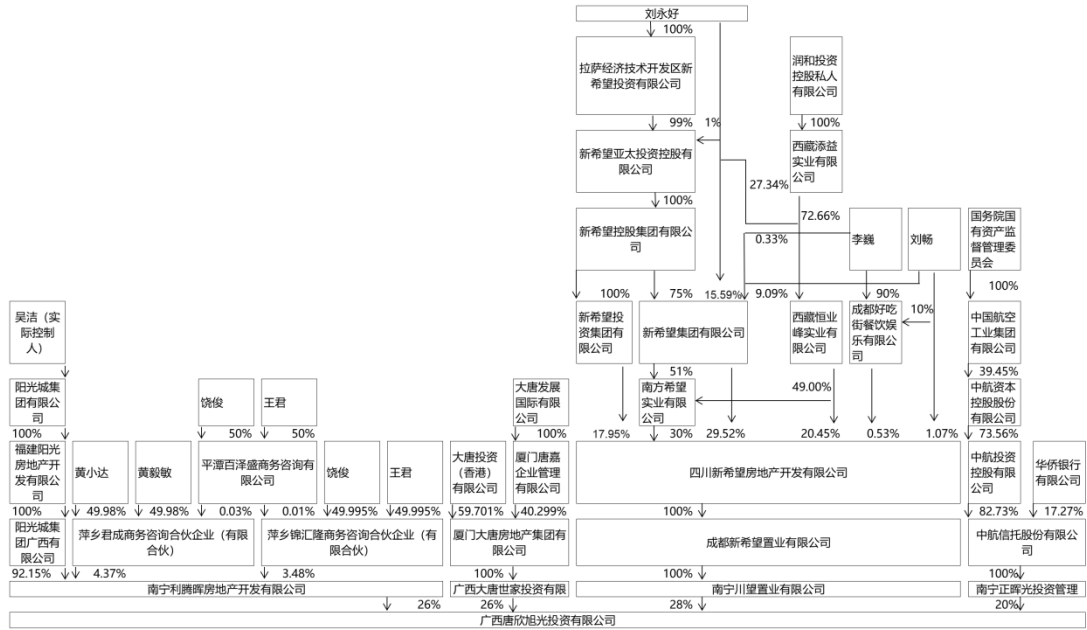 刘永好
100%
拉萨经济技术开发区新
希望投资有限公司
润和投资
控股私人
有限公司
99%
1%
100%
新希望亚太投资控股有
限公司
西藏添益
实业有限
公司
27.34%
100%
72.66%
新希望控股集团有限公
司
0.33%
李巍
刘畅
国务院国
有资产监
督管理委
员会
100%
75%
15.59%
9.09%
90%
100%
吴洁（实
际控制
人）
新希望投
资集团有
限公司
新希望集团有限公司
西藏恒业
峰实业有
限公司
成都好吃
街餐饮娱
乐有限公
司
10%
中国航空
工业集团
有限公司
51%
39.45%
阳光城集
团有限公
司
饶俊
王君
大唐发展
国际有限
公司
南方希望
实业有限
公司
49.00%
中航资本
控股股份
有限公司
100%
50%
50%
100%
17.95%
30%
29.52%
20.45%
0.53%
1.07%
73.56%
福建阳光
房地产开
发有限公
司
黄小达
黄毅敏
平潭百泽盛商务咨询有
限公司
饶俊
王君
大唐投资
（香港）
有限公司
厦门唐嘉
企业管理
有限公司
四川新希望房地产开发有限公司
中航投资
控股有限
公司
华侨银行
有限公司
100%
49.98%
49.98%
0.03%
0.01%
49.995%
49.995%
59.701%
40.299%
100%
82.73%
17.27%
阳光城集
团广西有
限公司
萍乡君成商务咨询合伙企业（有限
合伙）
萍乡锦汇隆商务咨询合伙企业（有
限合伙）
厦门大唐房地产集团有
限公司
成都新希望置业有限公司
中航信托股份有限公
司
92.15%
4.37%
3.48%
100%
100%
100%
南宁利腾晖房地产开发有限公司
广西大唐世家投资有限
南宁川望置业有限公司
南宁正晖光投资管理
26%
26%
28%
20%
广西唐欣旭光投资有限公司